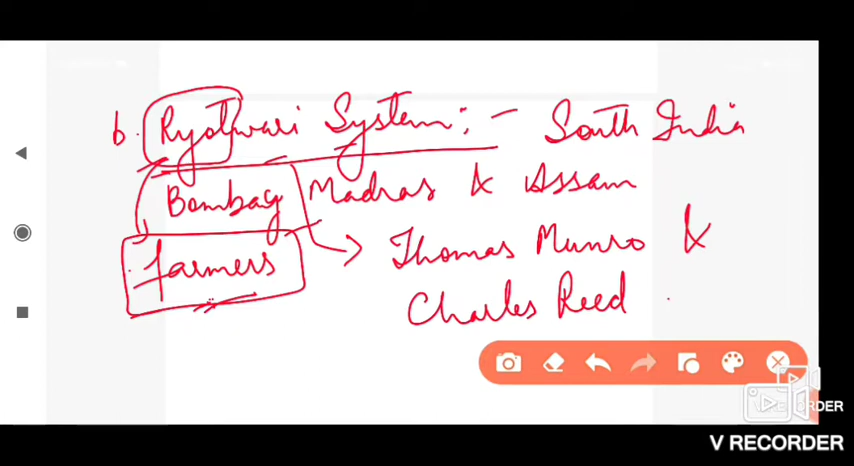 b. Ryotwari System:- South India
Bombay Madras & Assam
farmers → Thomas Munro &
Charles Reed
V RECORDER